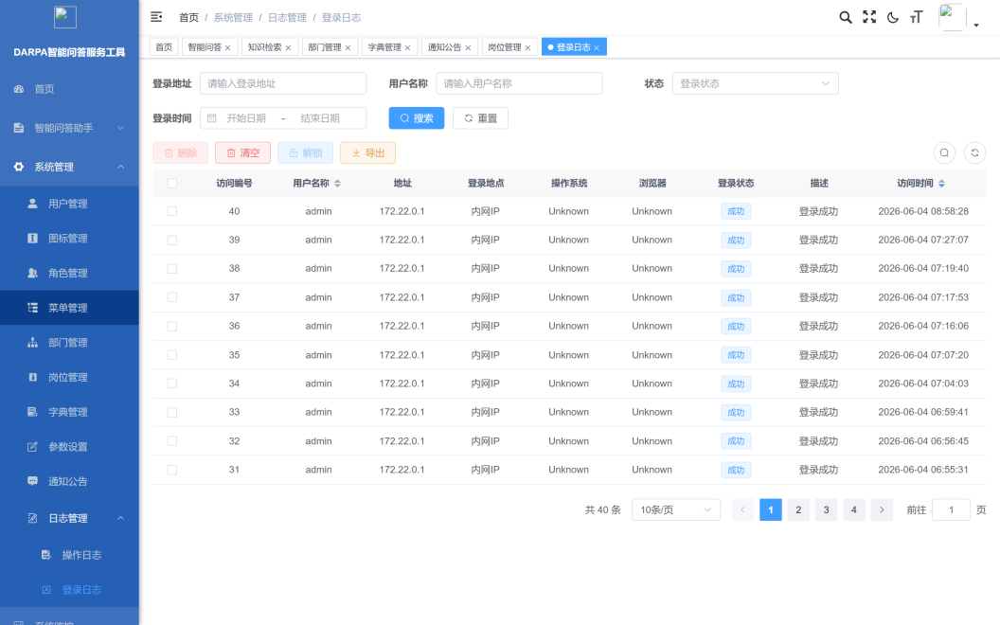 DARPA智能问答服务工具
首页
智能问答助手
系统管理
用户管理
图标管理
角色管理
菜单管理
部门管理
岗位管理
字典管理
参数设置
通知公告
日志管理
操作日志
登录日志
系统监控
首页 / 系统管理 / 日志管理 / 登录日志
首页 智能问答 × 知识检索 × 部门管理 × 字典管理 × 通知公告 × 岗位管理 × 登录日志 ×
登录地址 请输入登录地址 用户名称 请输入用户名称 状态 登录状态
登录时间 开始日期 - 结束日期 搜索 重置
删除 清空 解锁 导出
访问编号 用户名称 地址 登录地点 操作系统 浏览器 登录状态 描述 访问时间
40 admin 172.22.0.1 内网IP Unknown Unknown 成功 登录成功 2026-06-04 08:58:28
39 admin 172.22.0.1 内网IP Unknown Unknown 成功 登录成功 2026-06-04 07:27:07
38 admin 172.22.0.1 内网IP Unknown Unknown 成功 登录成功 2026-06-04 07:19:40
37 admin 172.22.0.1 内网IP Unknown Unknown 成功 登录成功 2026-06-04 07:17:53
36 admin 172.22.0.1 内网IP Unknown Unknown 成功 登录成功 2026-06-04 07:16:06
35 admin 172.22.0.1 内网IP Unknown Unknown 成功 登录成功 2026-06-04 07:07:20
34 admin 172.22.0.1 内网IP Unknown Unknown 成功 登录成功 2026-06-04 07:04:03
33 admin 172.22.0.1 内网IP Unknown Unknown 成功 登录成功 2026-06-04 06:59:41
32 admin 172.22.0.1 内网IP Unknown Unknown 成功 登录成功 2026-06-04 06:56:45
31 admin 172.22.0.1 内网IP Unknown Unknown 成功 登录成功 2026-06-04 06:55:31
共 40 条 10条/页 1 2 3 4 前往 1 页